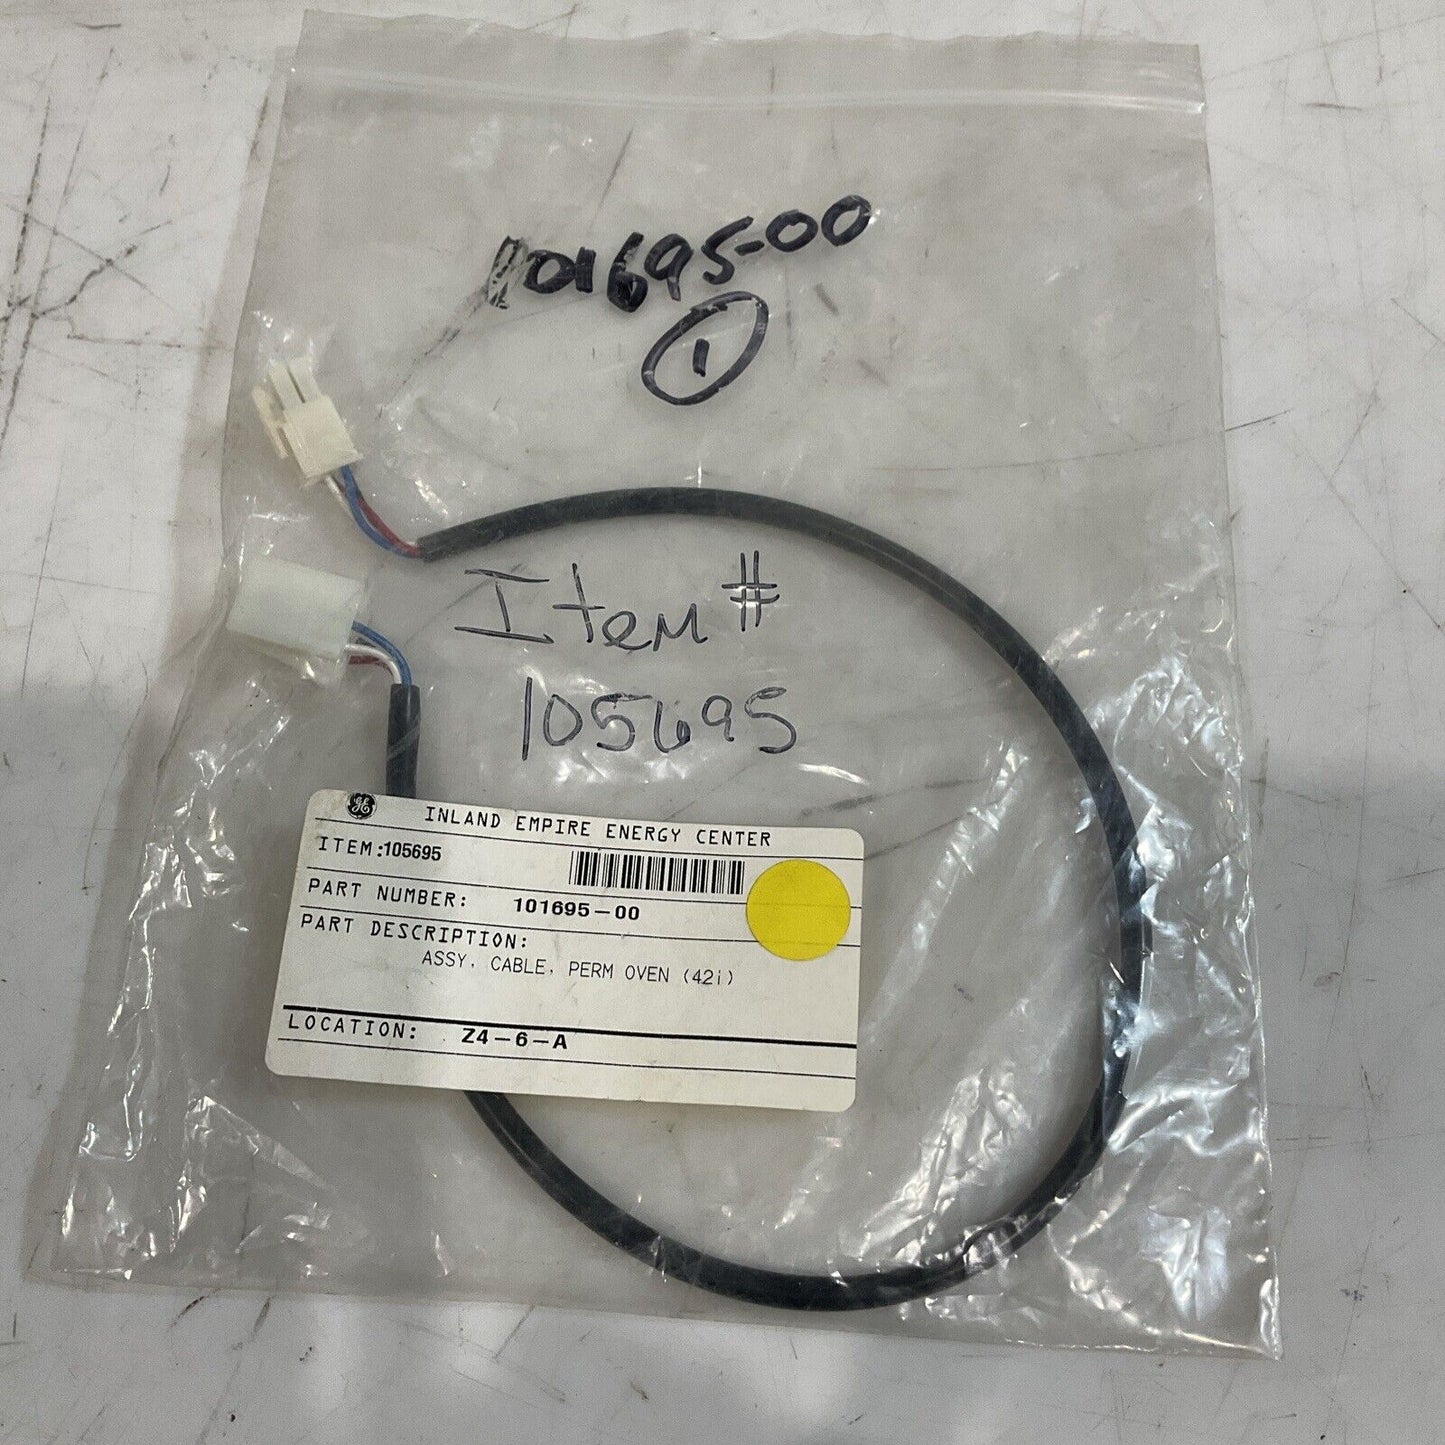 101695-00
1
Item #
105695
GE INLAND EMPIRE ENERGY CENTER
ITEM:105695
PART NUMBER: 101695-00
PART DESCRIPTION:
ASSY, CABLE, PERM OVEN (42i)
LOCATION: Z4-6-A